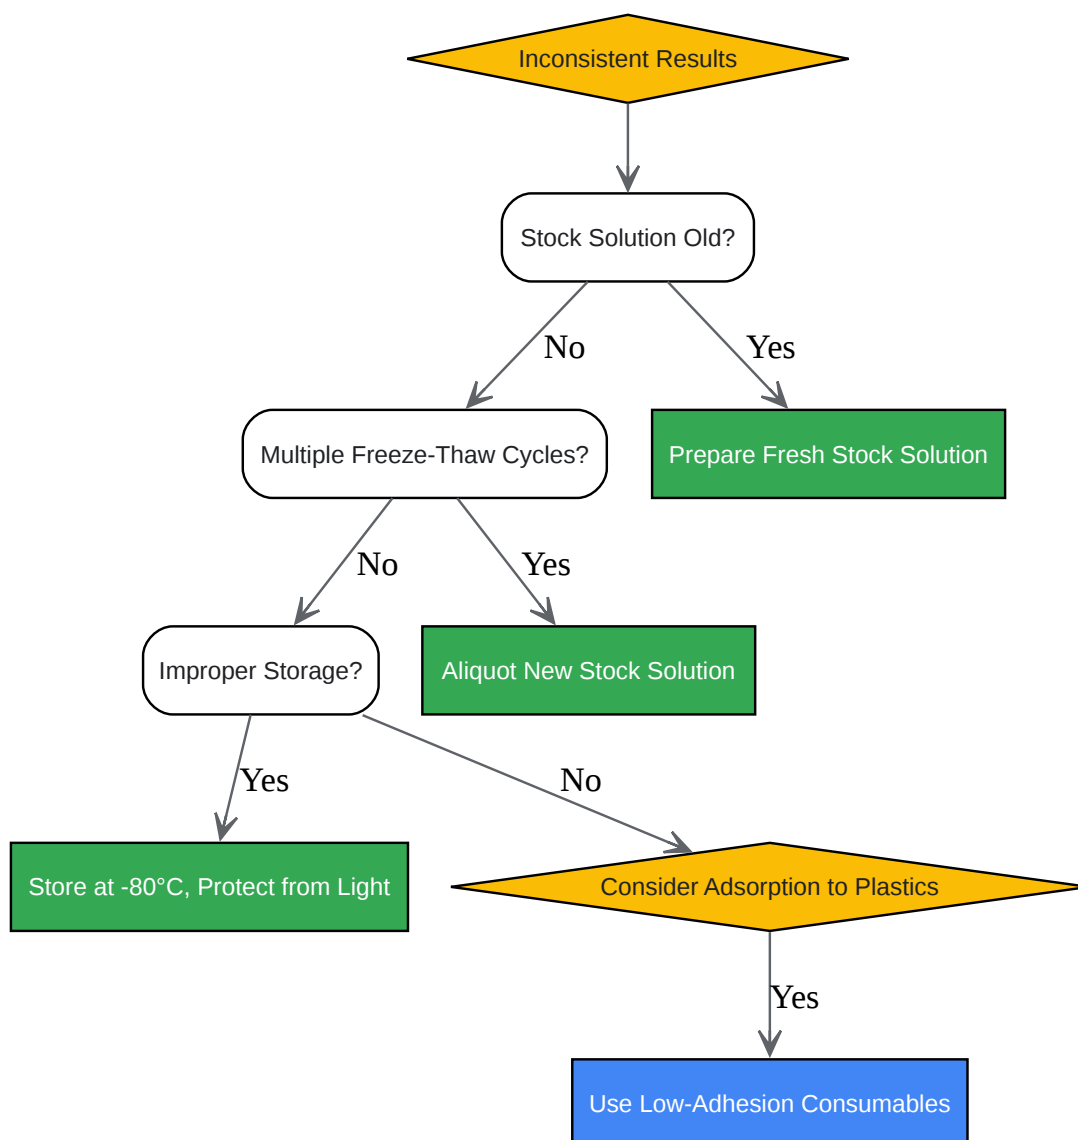 Inconsistent Results
Stock Solution Old?
No
Yes
Multiple Freeze-Thaw Cycles?
Prepare Fresh Stock Solution
No
Yes
Improper Storage?
Aliquot New Stock Solution
Yes
No
Store at -80°C, Protect from Light
Consider Adsorption to Plastics
Yes
Use Low-Adhesion Consumables